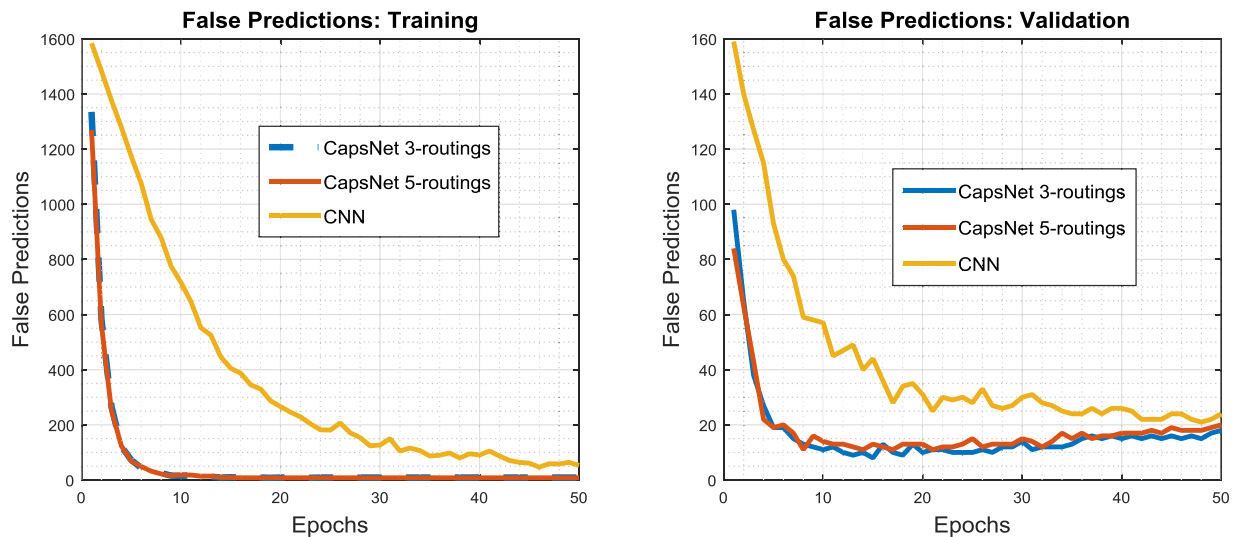 False Predictions: Training
False Predictions
1600
1400
1200
1000
800
600
400
200
0
0 10 20 30 40 50
Epochs
CapsNet 3-routings
CapsNet 5-routings
CNN
False Predictions: Validation
False Predictions
160
140
120
100
80
60
40
20
0
0 10 20 30 40 50
Epochs
CapsNet 3-routings
CapsNet 5-routings
CNN